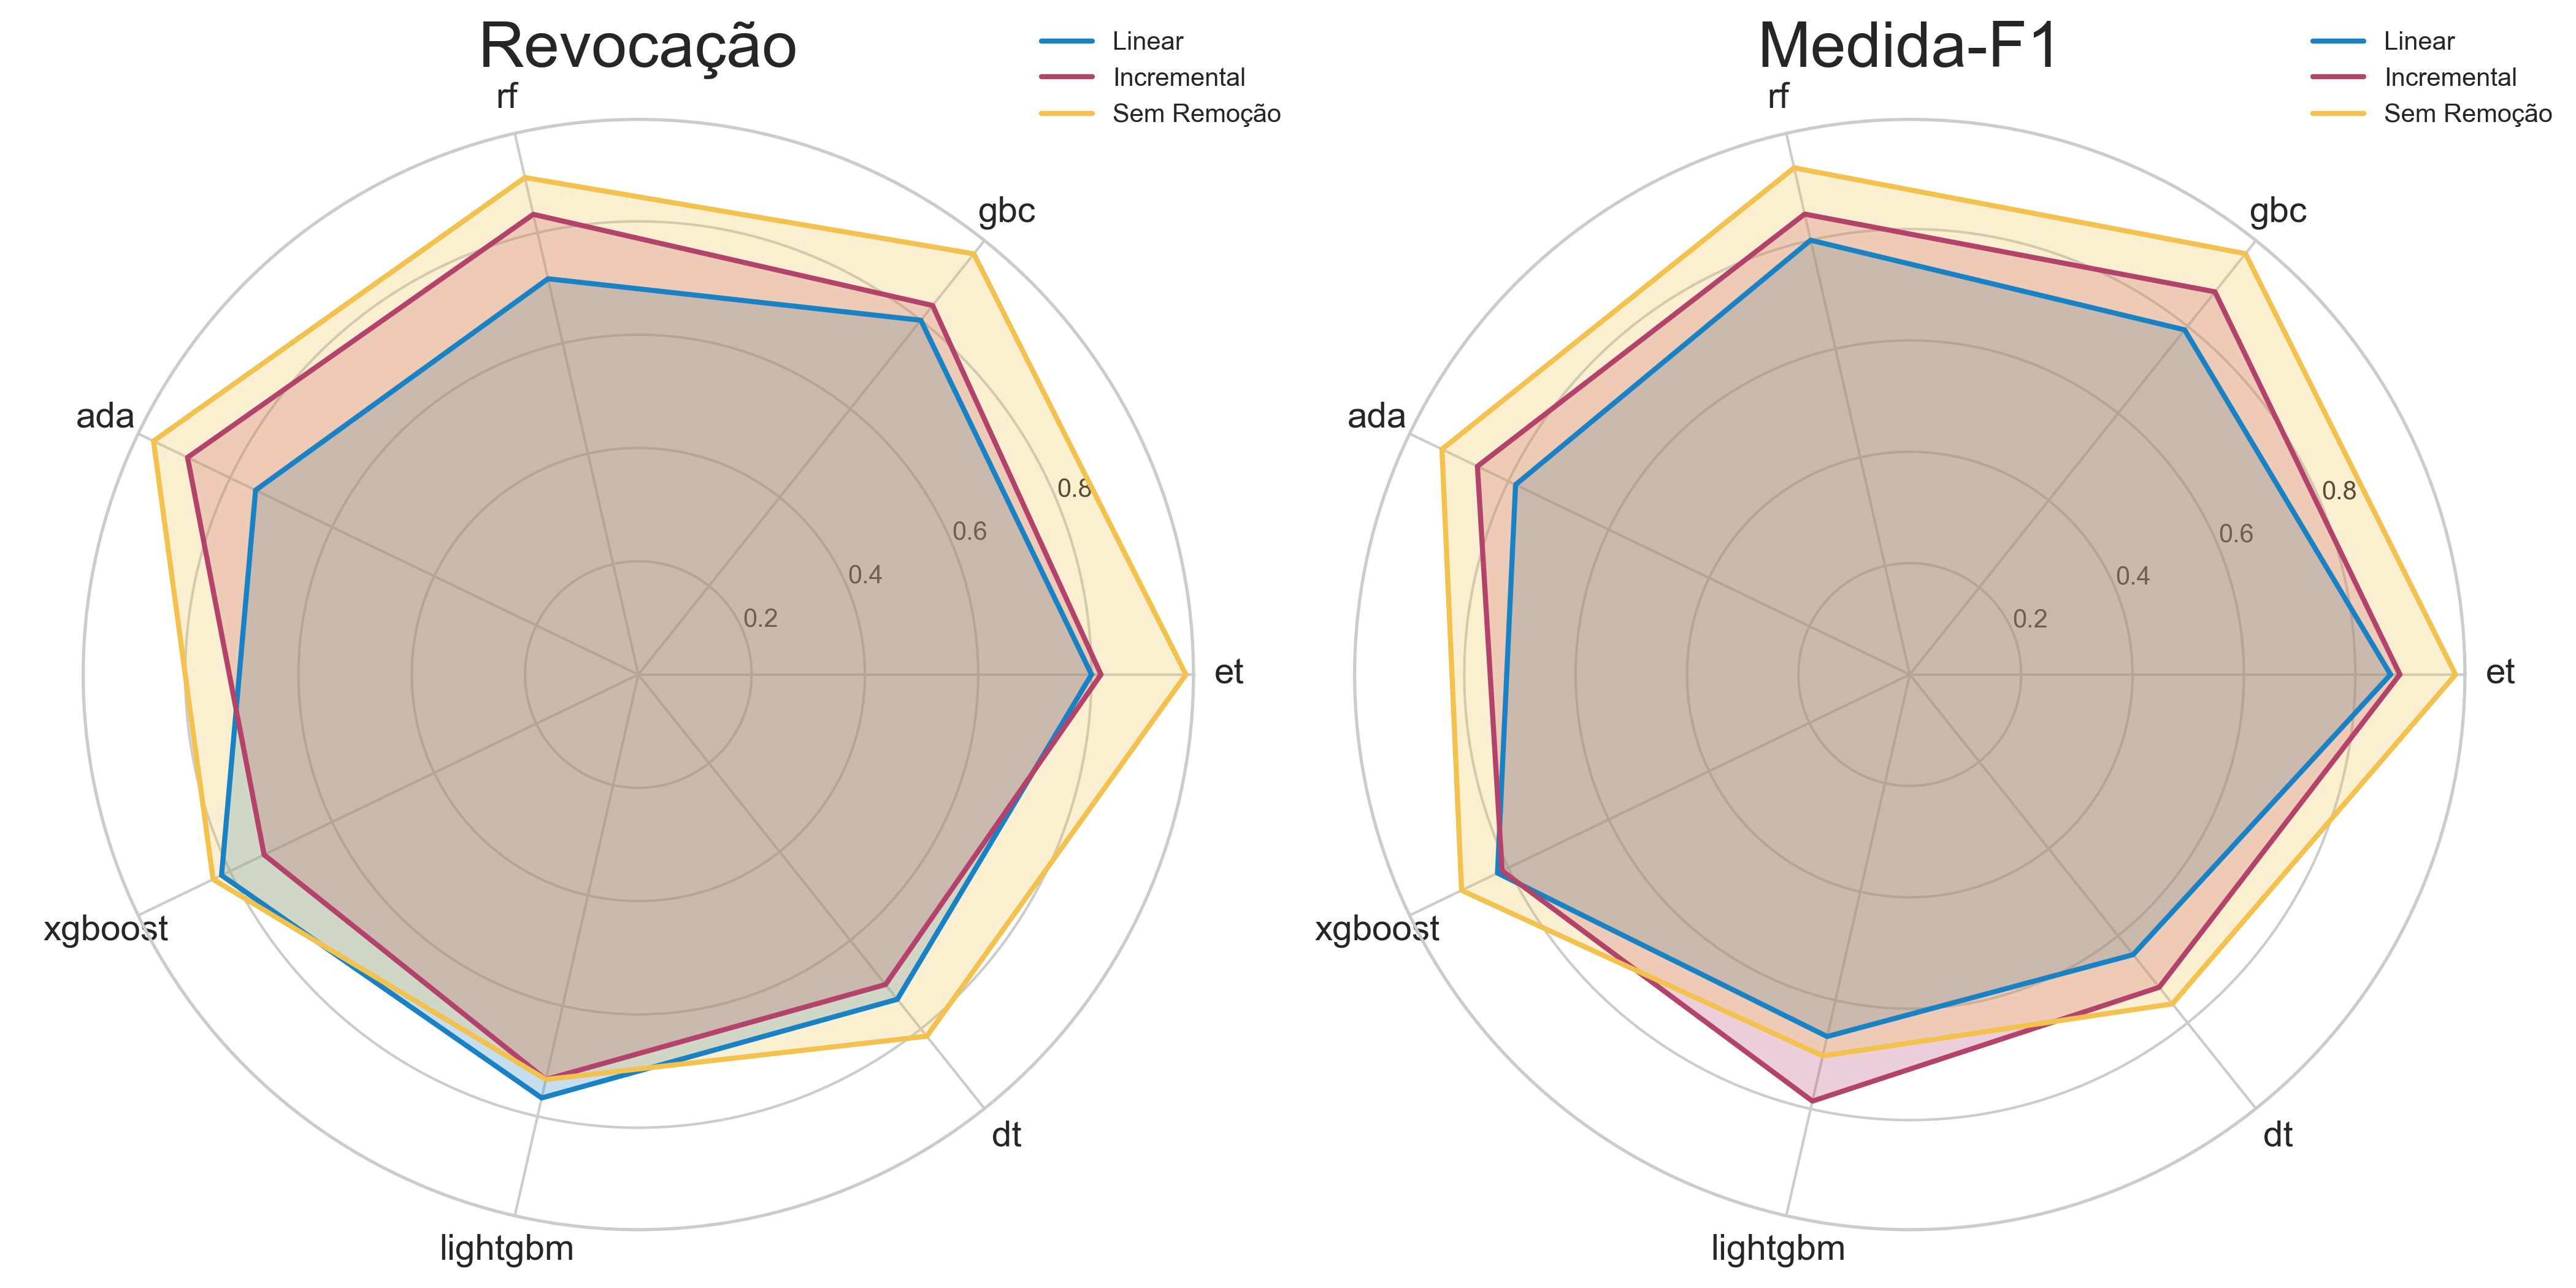 Revocação
Linear
Incremental
Sem Remoção
rf
gbc
ada
0.8
0.6
0.4
0.2
et
xgboost
dt
lightgbm
Medida-F1
Linear
Incremental
Sem Remoção
rf
gbc
ada
0.8
0.6
0.4
0.2
et
xgboost
dt
lightgbm